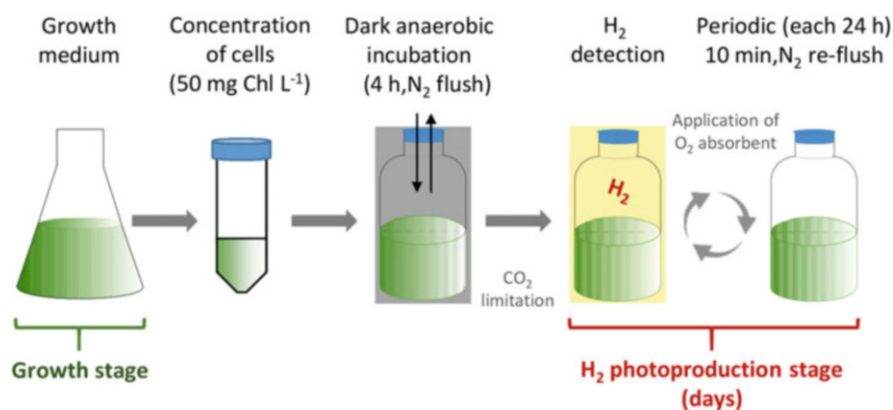 Growth
medium
Concentration
of cells
(50 mg Chl L⁻¹)
Dark anaerobic
incubation
(4 h,N₂ flush)
H₂
detection
Periodic (each 24 h)
10 min,N₂ re-flush
Application of
O₂ absorbent
H₂
CO₂
limitation
Growth stage
H₂ photoproduction stage
(days)